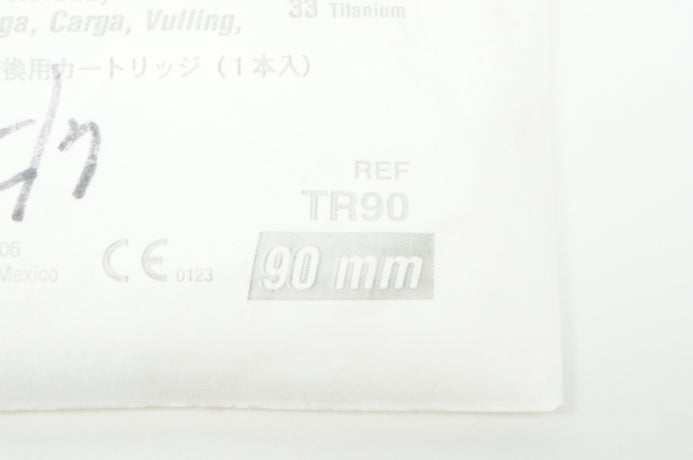 33 Titanium
ga, Carga, Vulling,
換用カートリッジ（1本入）
REF
TR90
06
Mexico
CE 0123
90 mm